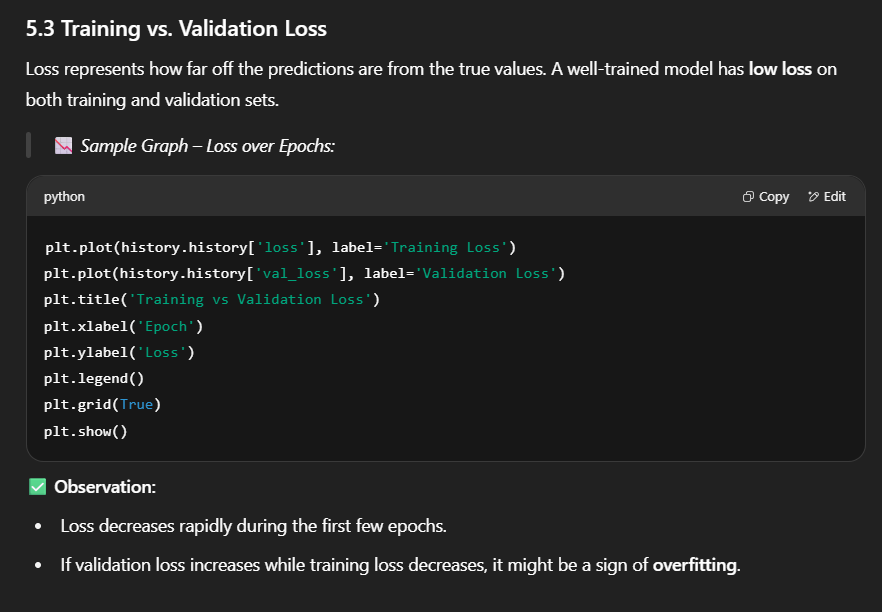 5.3 Training vs. Validation Loss
Loss represents how far off the predictions are from the true values. A well-trained model has low loss on
both training and validation sets.
Sample Graph – Loss over Epochs:
python Copy Edit
plt.plot(history.history['loss'], label='Training Loss')
plt.plot(history.history['val_loss'], label='Validation Loss')
plt.title('Training vs Validation Loss')
plt.xlabel('Epoch')
plt.ylabel('Loss')
plt.legend()
plt.grid(True)
plt.show()
✅ Observation:
• Loss decreases rapidly during the first few epochs.
• If validation loss increases while training loss decreases, it might be a sign of overfitting.